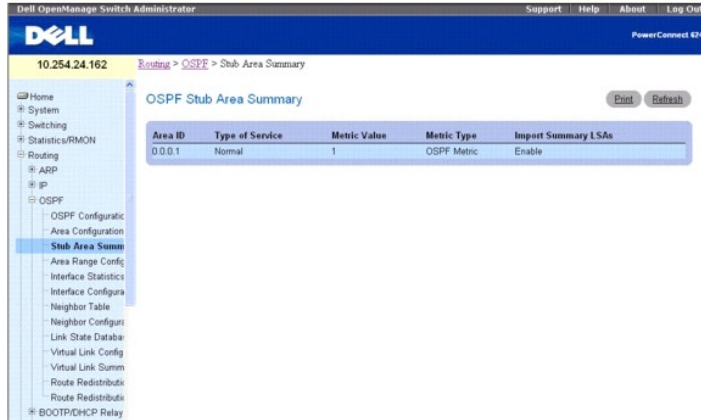 Dell OpenManage Switch Administrator Support Help About Log Out
DELL
PowerConnect 624
10.254.24.162 Routing > OSPF > Stub Area Summary
Home
System
Switching
Statistics/RMON
Routing
ARP
IP
OSPF
OSPF Configuratic
Area Configuration
Stub Area Summ
Area Range Config
Interface Statistics
Interface Configura
Neighbor Table
Neighbor Configura
Link State Databa
Virtual Link Config
Virtual Link Summ
Route Redistributic
Route Redistributic
BOOTP/DHCP Relay
OSPF Stub Area Summary Print Refresh
Area ID Type of Service Metric Value Metric Type Import Summary LSAs
0.0.0.1 Normal 1 OSPF Metric Enable